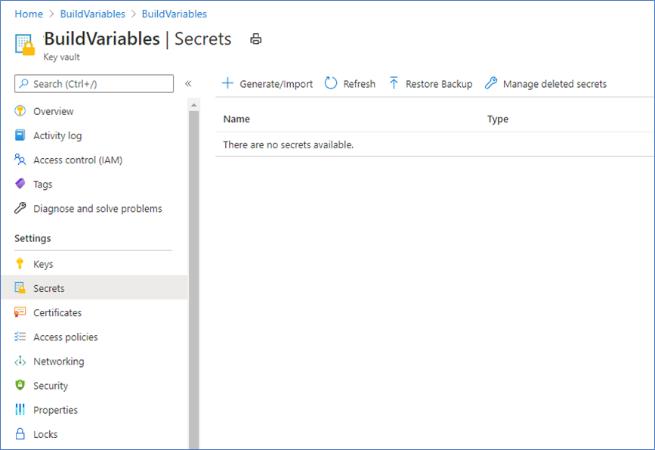 Home > BuildVariables > BuildVariables
BuildVariables | Secrets
Key vault
Search (Ctrl+/)
«
Generate/Import Refresh Restore Backup Manage deleted secrets
Overview
Activity log
Access control (IAM)
Tags
Diagnose and solve problems
Settings
Keys
Secrets
Certificates
Access policies
Networking
Security
Properties
Locks
Name Type
There are no secrets available.